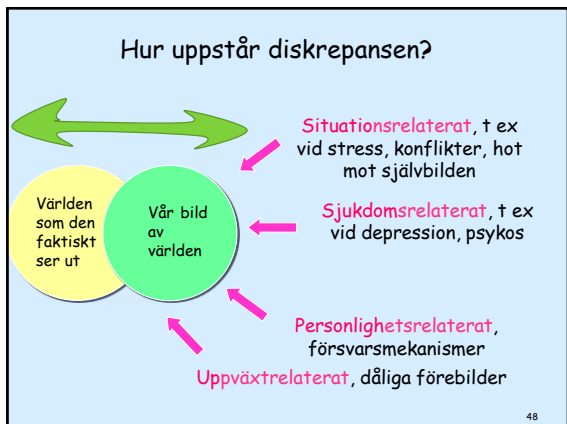 Hur uppstår diskrepansen?
Situationsrelaterat, t ex
vid stress, konflikter, hot
mot självbilden
Världen
som den
faktiskt
ser ut
Vår bild
av
världen
Sjukdomsrelaterat, t ex
vid depression, psykos
Personlighetsrelaterat,
försvarsmekanismer
Uppväxtrelaterat, dåliga förebilder
48